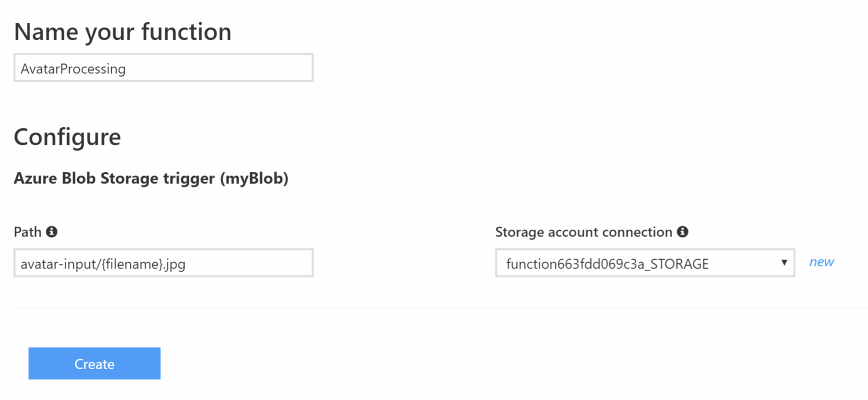 Name your function
AvatarProcessing
Configure
Azure Blob Storage trigger (myBlob)
Path
Storage account connection
avatar-input/{filename}.jpg
function663fdd069c3a_STORAGE
new
Create